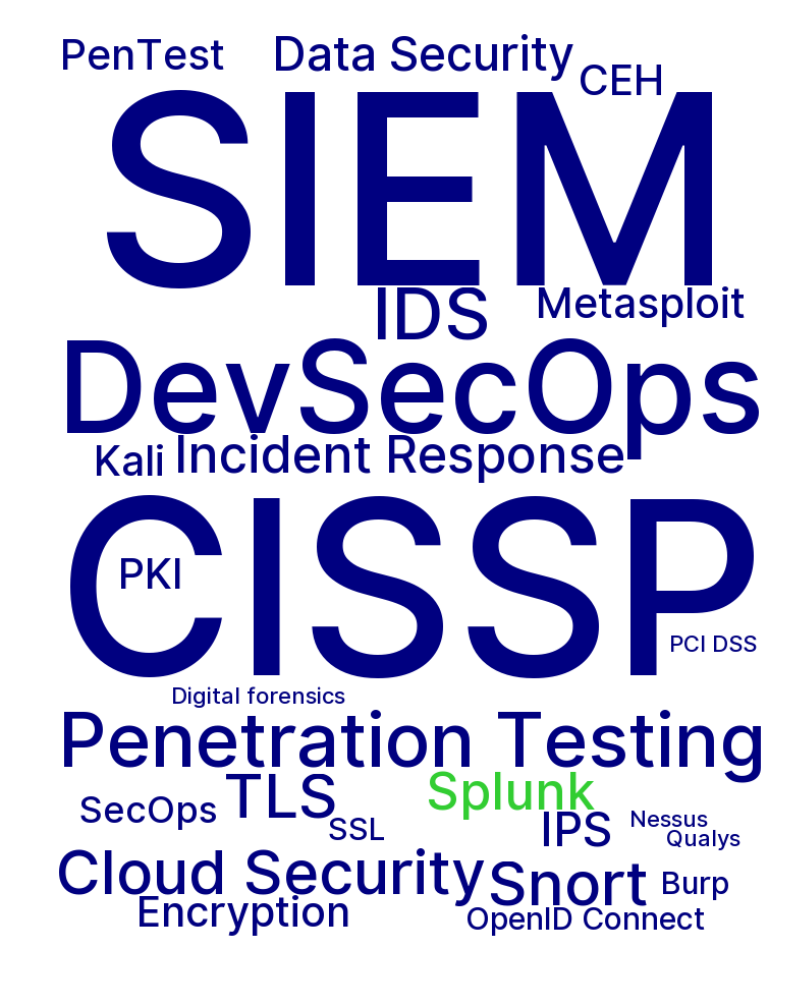 PenTest
Data Security
CEH
SIEM
IDS
Metasploit
DevSecOps
Kali
Incident Response
CISSP
PKI
PCI DSS
Digital forensics
Penetration Testing
Splunk
TLS
SecOps
SSL
IPS
Nessus
Qualys
Cloud Security
Snort
Burp
Encryption
OpenID Connect